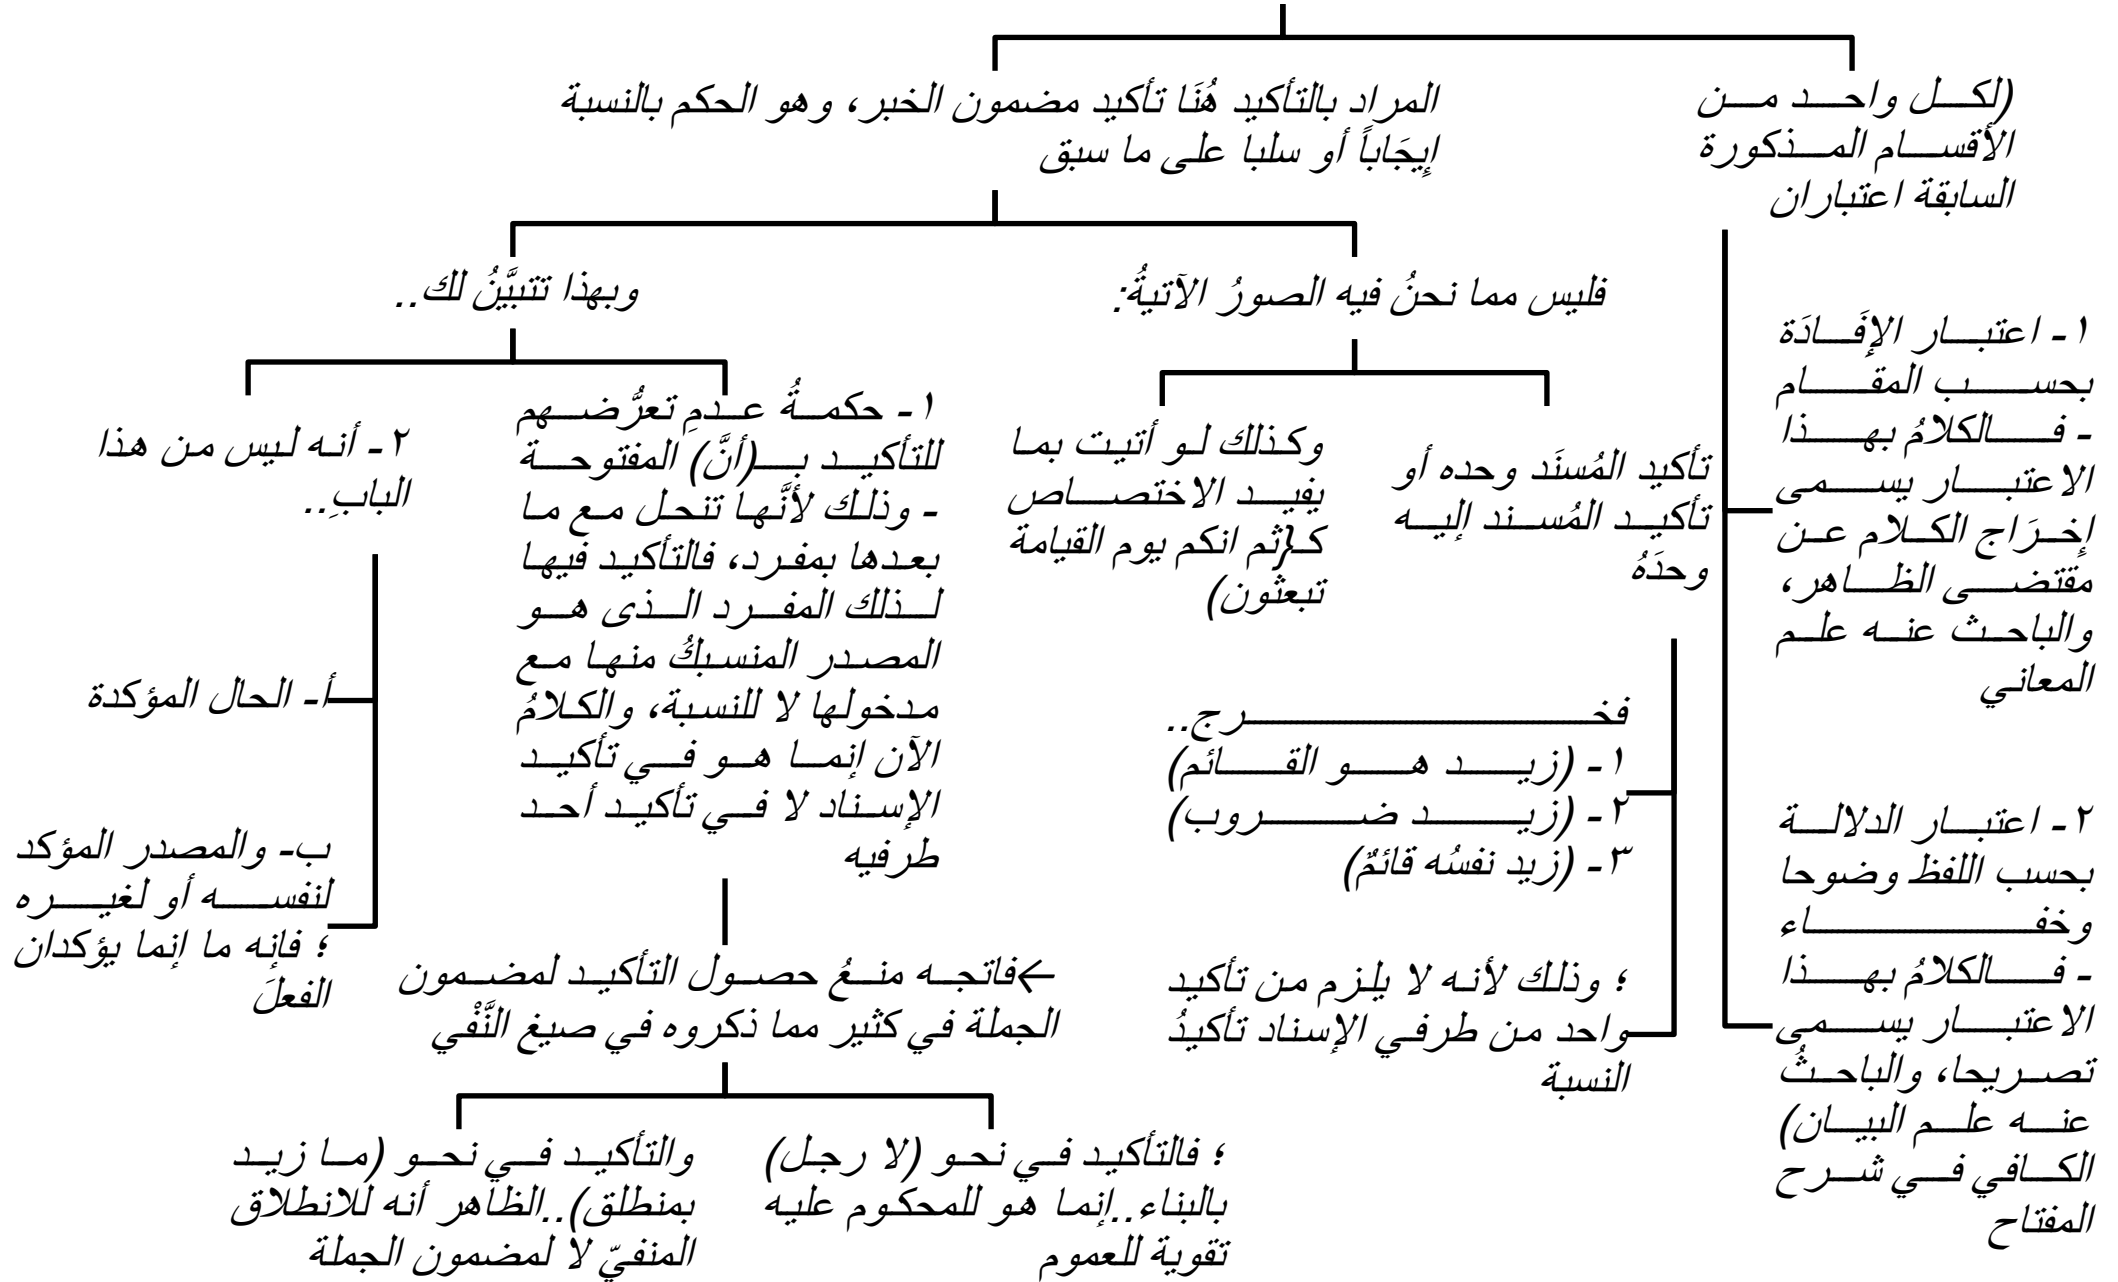 (لكل واحد من
الأقسام المذكورة
السابقة اعتباران
١ـ اعتبار الإفَادَة
بحسب المقام
ـ فالكلامُ بهذا
الاعتبار يسمى
إخرَاج الكلام عن
مقتضى الظاهر،
والباحث عنه علم
المعاني
٢ـ اعتبار الدلالة
بحسب اللفظ وضوحا
وخفاء
ـ فالكلامُ بهذا
الاعتبار يسمى
تصريحا، والباحثُ
عنه علم البيان)
الكافي في شرح
المفتاح
المراد بالتأكيد هُنَا تأكيد مضمون الخبر، وهو الحكم بالنسبة
إيجَاباً أو سلبا على ما سبق
فليس مما نحنُ فيه الصورُ الآتيةُ:
تأكيد المُسنَد وحده أو
تأكيد المُسند إليه
وحدَهُ
فخرج..
١ـ (زيد هو القائم)
٢ـ (زيد ضروب)
٣ـ (زيد نفسُه قائمٌ)
؛ وذلك لأنه لا يلزم من تأكيد
واحد من طرفي الإسناد تأكيدُ
النسبة
وكذلك لو أتيت بما
يفيد الاختصاص
كـ{ثم انكم يوم القيامة
تبعثون)
وبهذا تتبيَّنُ لك..
١ـ حكمةُ عدمِ تعرُّضهم
للتأكيد بـ(أنَّ) المفتوحة
ـ وذلك لأنَّها تنحل مع ما
بعدها بمفرد، فالتأكيد فيها
لذلك المفرد الذى هو
المصدر المنسبكُ منها مع
مدخولها لا للنسبة، والكلامُ
الآن إنما هو في تأكيد
الإسناد لا في تأكيد أحد
طرفيه
←فاتجه منعُ حصول التأكيد لمضمون
الجملة في كثير مما ذكروه في صيغ النَّفْي
؛ فالتأكيد في نحو (لا رجل)
بالبناء..إنما هو للمحكوم عليه
تقوية للعموم
والتأكيد في نحو (ما زيد
بمنطلق)..الظاهر أنه للانطلاق
المنفيّ لا لمضمون الجملة
٢ـ أنه ليس من هذا
البابِ..
أـ الحال المؤكدة
ب- والمصدر المؤكد
لنفسه أو لغيره
؛ فإنه ما إنما يؤكدان
الفعلَ